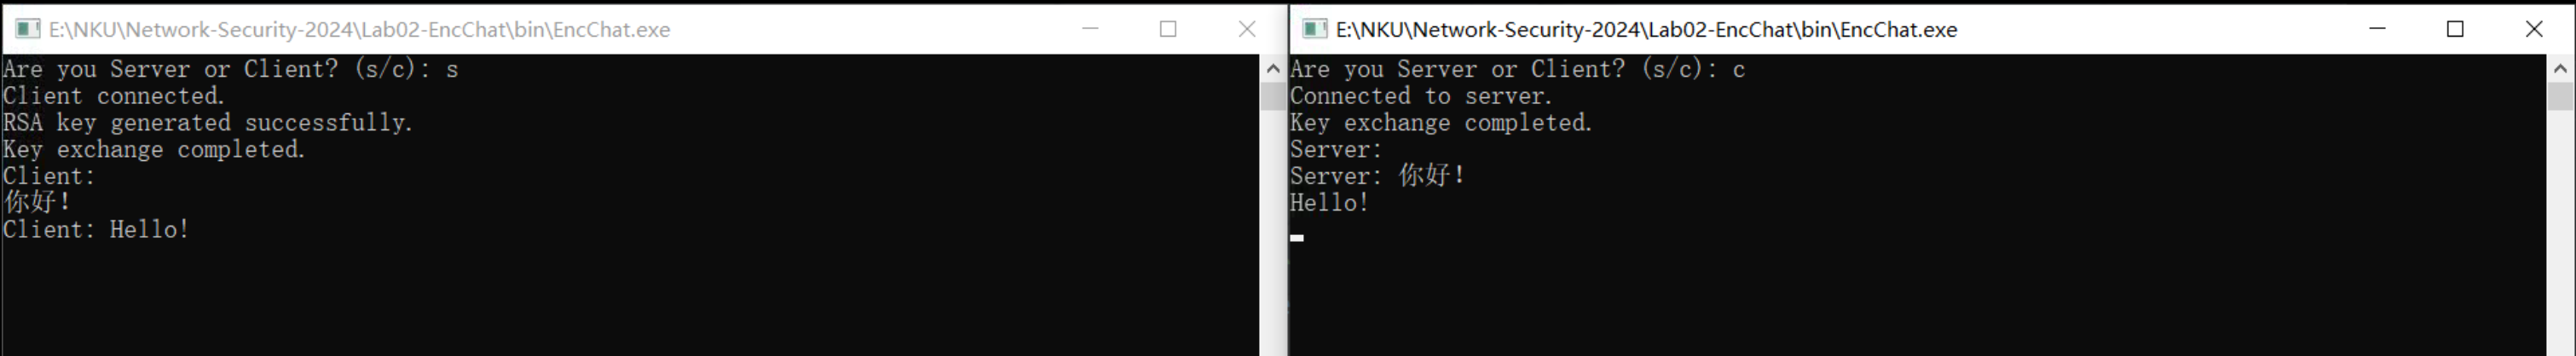 E:\NKU\Network-Security-2024\Lab02-EncChat\bin\EncChat.exe
Are you Server or Client? (s/c): s
Client connected.
RSA key generated successfully.
Key exchange completed.
Client:
你好!
Client: Hello!
E:\NKU\Network-Security-2024\Lab02-EncChat\bin\EncChat.exe
Are you Server or Client? (s/c): c
Connected to server.
Key exchange completed.
Server:
Server: 你好!
Hello!